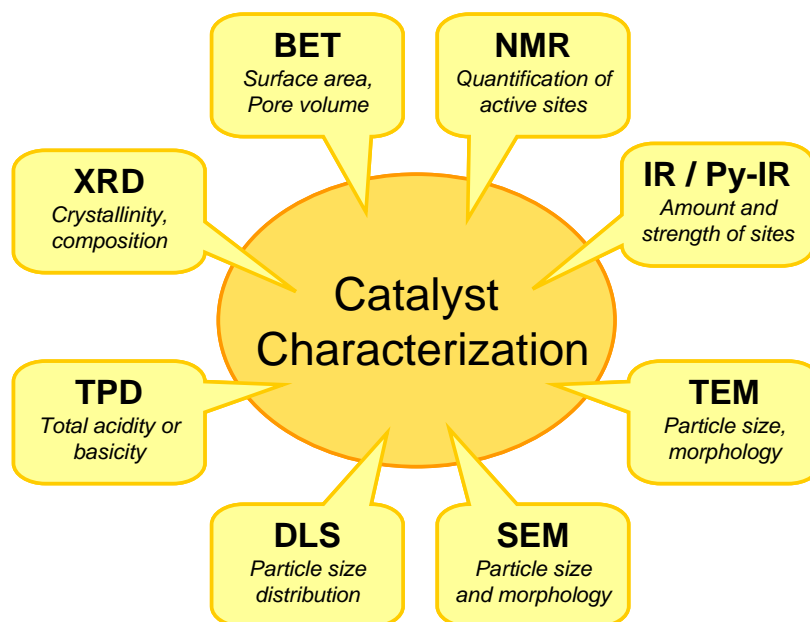 BET
Surface area,
Pore volume
NMR
Quantification of
active sites
XRD
Crystallinity,
composition
IR / Py-IR
Amount and
strength of sites
Catalyst
Characterization
TPD
Total acidity or
basicity
TEM
Particle size,
morphology
DLS
Particle size
distribution
SEM
Particle size
and morphology